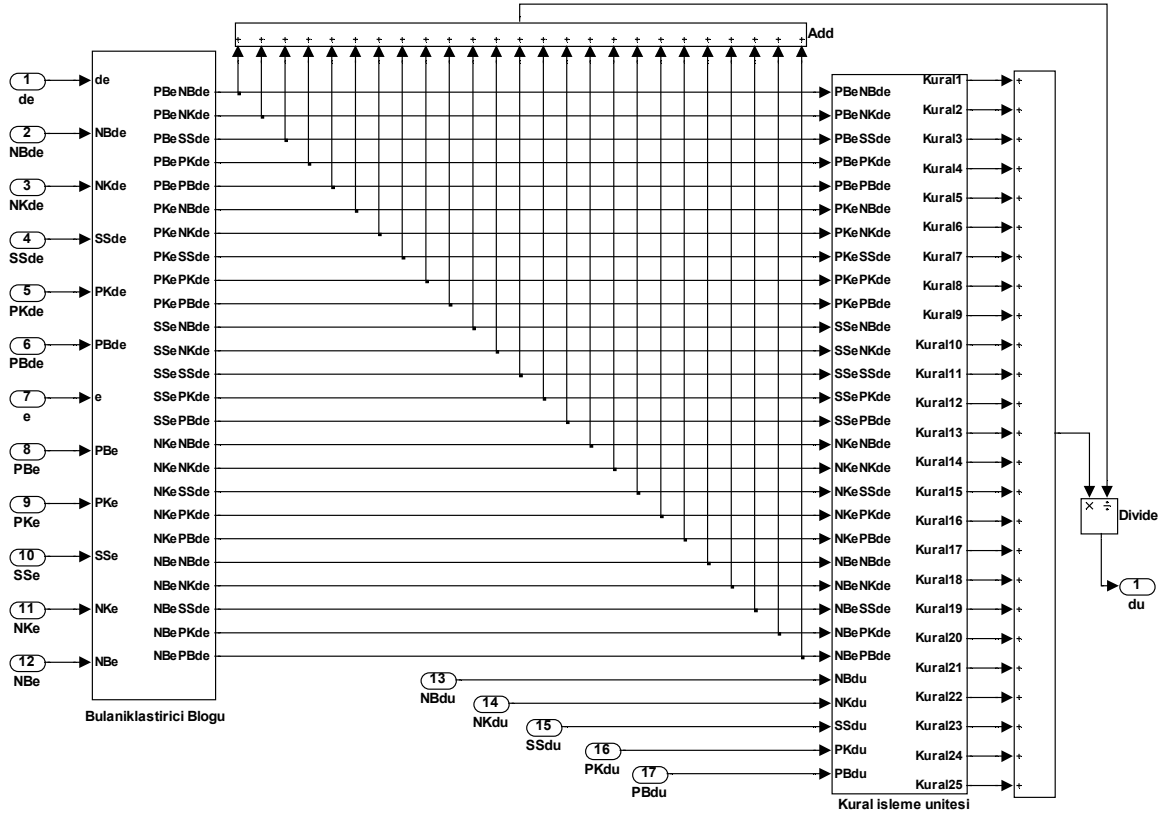 Add
1
de
2
NBde
3
NKde
4
SSde
5
PKde
6
PBde
7
e
8
PBe
9
PKe
10
SSe
11
NKe
12
NBe
de
NBde
NKde
SSde
PKde
PBde
e
PBe
PKe
SSe
NKe
NBe
PBeNBde
PBeNKde
PBeSSde
PBePKde
PBePBde
PKeNBde
PKeNKde
PKeSSde
PKePKde
PKePBde
SSeNBde
SSeNKde
SSeSSde
SSePKde
SSePBde
NKeNBde
NKeNKde
NKeSSde
NKePKde
NKePBde
NBeNBde
NBeNKde
NBeSSde
NBePKde
NBePBde
Bulaniklastirici Blogu
13
NBdu
14
NKdu
15
SSdu
16
PKdu
17
PBdu
PBeNBde
PBeNKde
PBeSSde
PBePKde
PBePBde
PKeNBde
PKeNKde
PKeSSde
PKePKde
PKePBde
SSeNBde
SSeNKde
SSeSSde
SSePKde
SSePBde
NKeNBde
NKeNKde
NKeSSde
NKePKde
NKePBde
NBeNBde
NBeNKde
NBeSSde
NBePKde
NBePBde
NBdu
NKdu
SSdu
PKdu
PBdu
Kural1
Kural2
Kural3
Kural4
Kural5
Kural6
Kural7
Kural8
Kural9
Kural10
Kural11
Kural12
Kural13
Kural14
Kural15
Kural16
Kural17
Kural18
Kural19
Kural20
Kural21
Kural22
Kural23
Kural24
Kural25
Kural isleme unitesi
× ÷
Divide
1
du